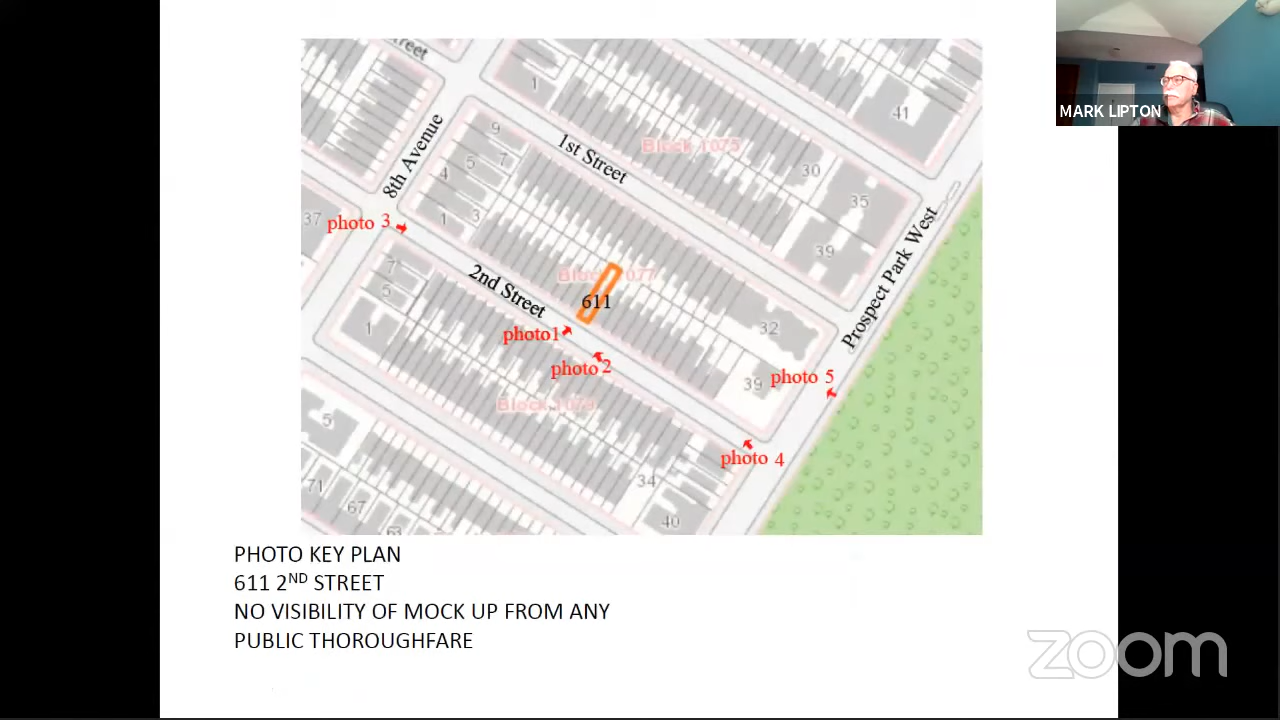 reet
1
41
MARK LIPTON
8th Avenue
9
1st Street
Block 1075
5
7
30
4
35
37
photo 3
1
3
39
Prospect Park West
Block 1077
7
2nd Street
611
5
1
photo1
32
photo 2
39
photo 5
5
photo 4
34
71
67
40
63
PHOTO KEY PLAN
611 2ND STREET
NO VISIBILITY OF MOCK UP FROM ANY
PUBLIC THOROUGHFARE
zoom